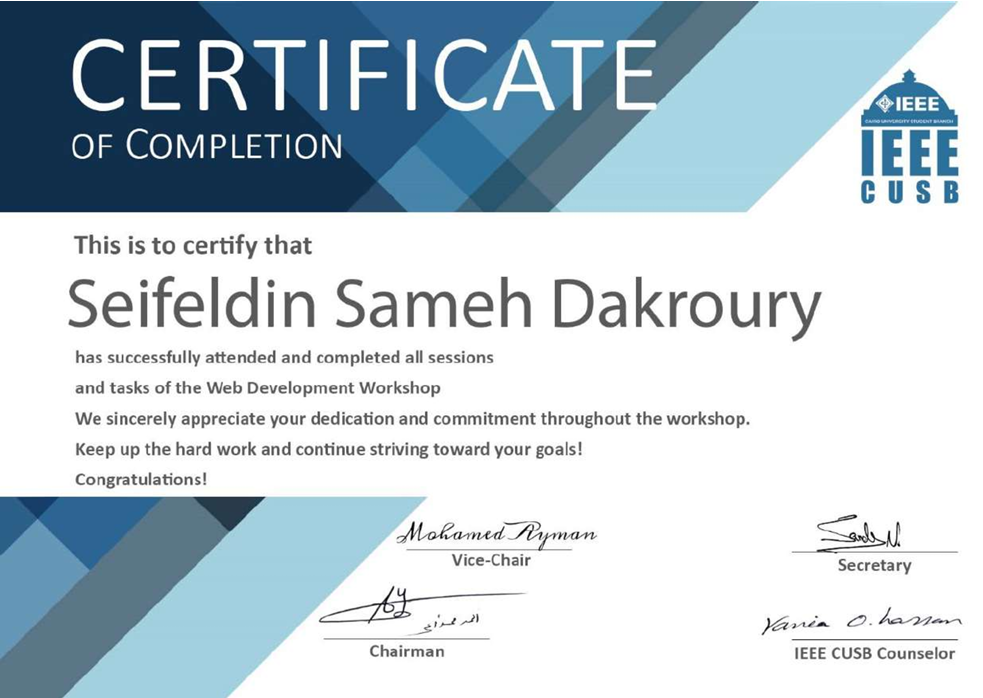 CERTIFICATE
OF COMPLETION
IEEE
CAIRO UNIVERSITY STUDENT BRANCH
IEEE
CUSB
This is to certify that
Seifeldin Sameh Dakroury
has successfully attended and completed all sessions
and tasks of the Web Development Workshop
We sincerely appreciate your dedication and commitment throughout the workshop.
Keep up the hard work and continue striving toward your goals!
Congratulations!
Mohamed Ayman
Vice-Chair
Secretary
Chairman
O. hassan
IEEE CUSB Counselor